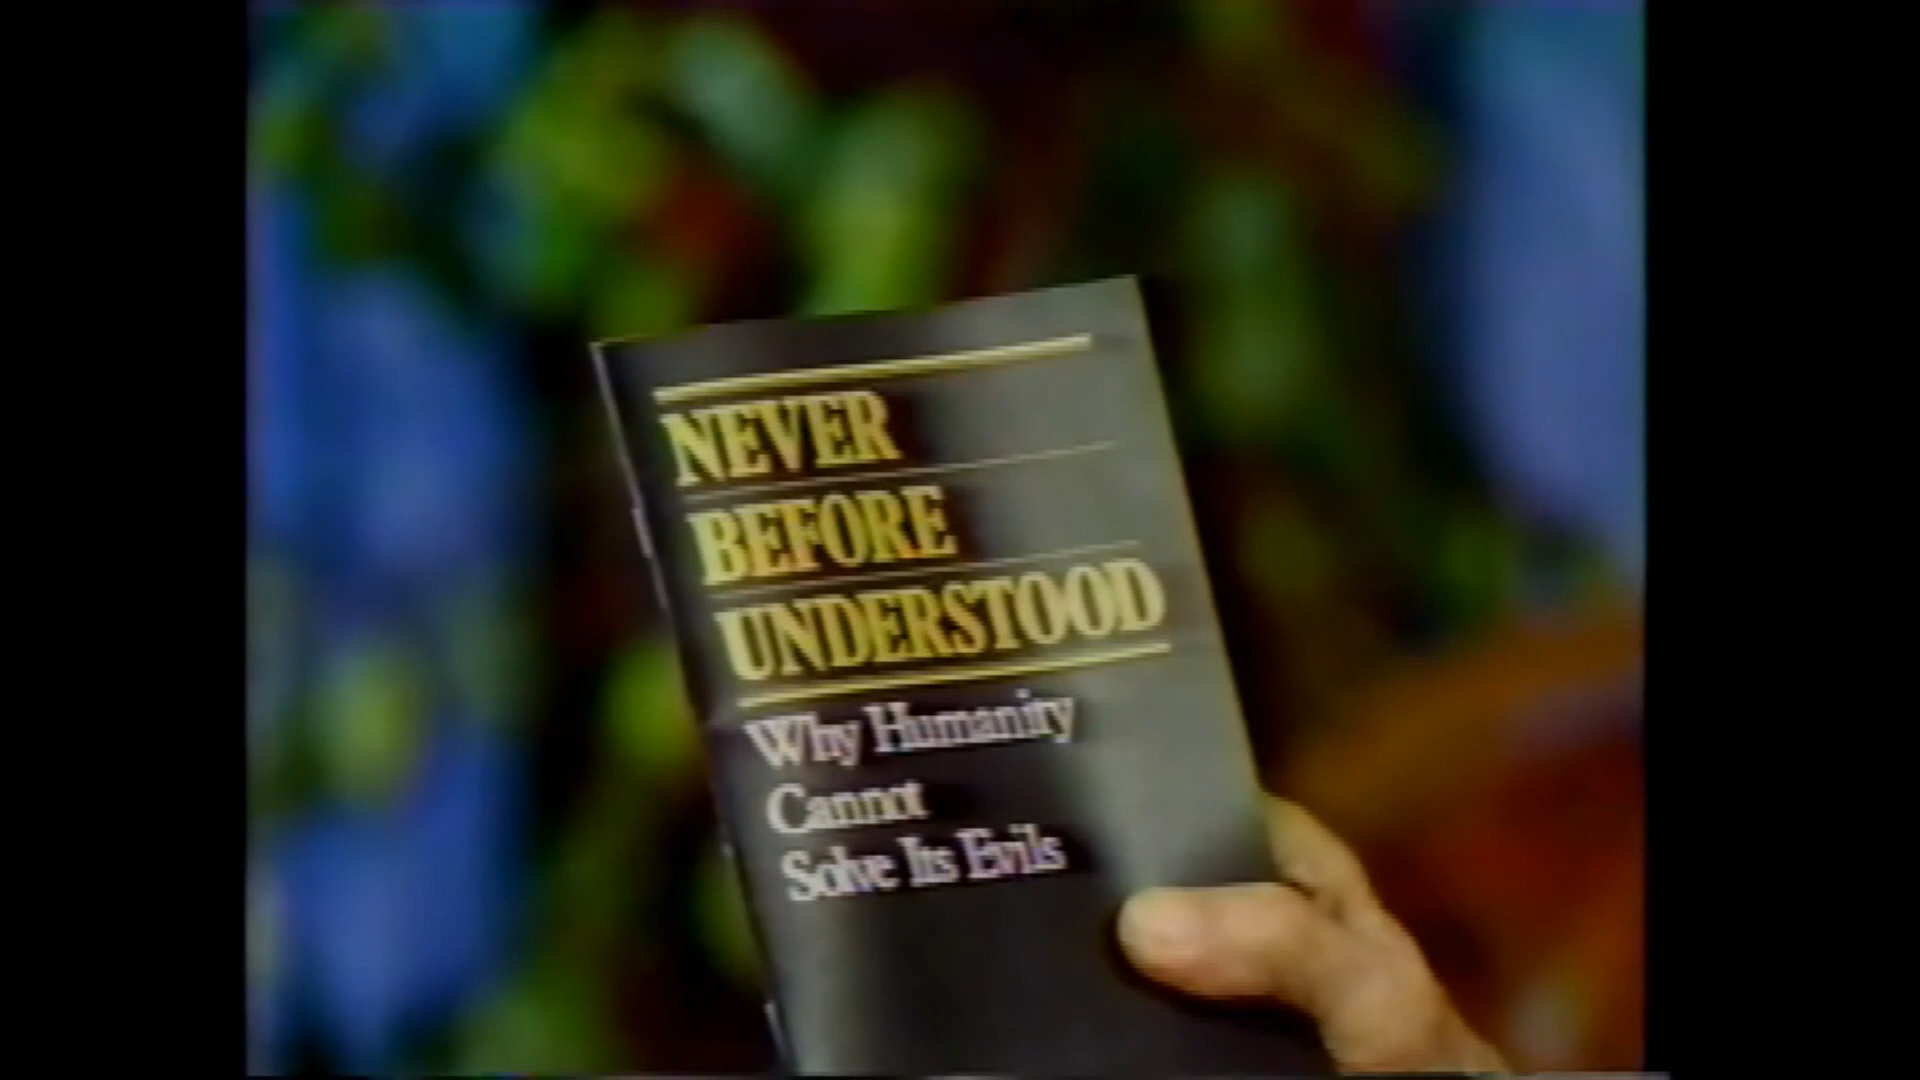 NEVER
BEFORE
UNDERSTOOD
Why Humanity
Cannot
Solve Its Evils